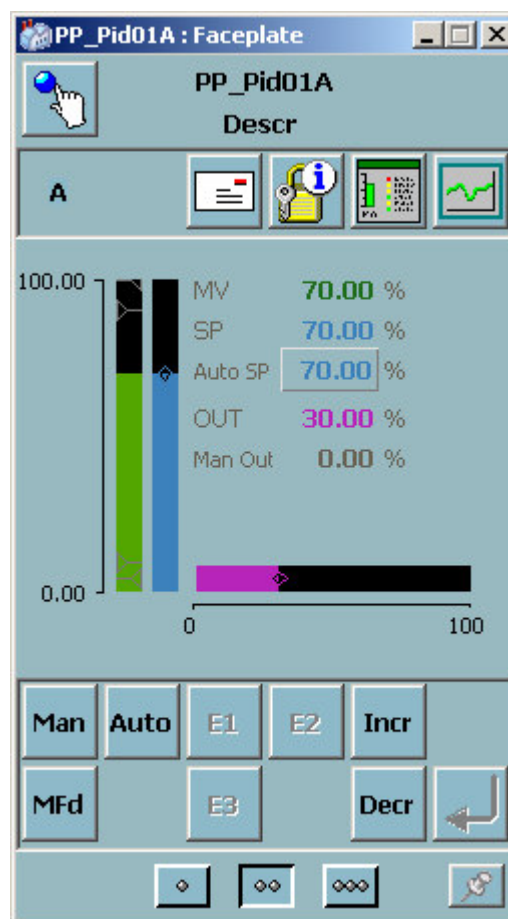 PP_Pid01A : Faceplate
PP_Pid01A
Descr
A
100.00
MV 70.00 %
SP 70.00 %
Auto SP 70.00 %
OUT 30.00 %
Man Out 0.00 %
0.00
0 100
Man Auto E1 E2 Incr
MFd E3 Decr